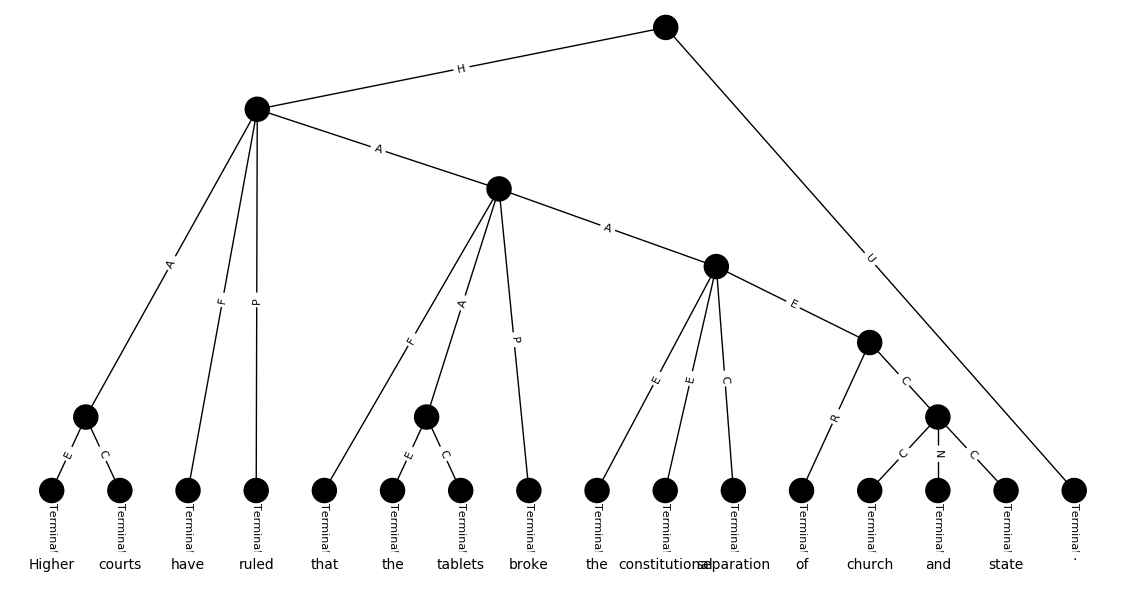 H
A
A
A
U
A
F
P
F
A
P
E
E
E
C
R
C
E
C
E
C
C
N
C
Terminal Terminal Terminal Terminal Terminal Terminal Terminal Terminal Terminal Terminal Terminal Terminal Terminal Terminal Terminal Terminal
Higher courts have ruled that the tablets broke the constitutional separation of church and state .